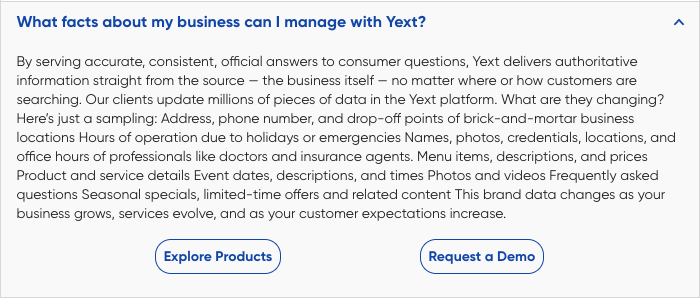 What facts about my business can I manage with Yext?
By serving accurate, consistent, official answers to consumer questions, Yext delivers authoritative
information straight from the source — the business itself — no matter where or how customers are
searching. Our clients update millions of pieces of data in the Yext platform. What are they changing?
Here's just a sampling: Address, phone number, and drop-off points of brick-and-mortar business
locations Hours of operation due to holidays or emergencies Names, photos, credentials, locations, and
office hours of professionals like doctors and insurance agents. Menu items, descriptions, and prices
Product and service details Event dates, descriptions, and times Photos and videos Frequently asked
questions Seasonal specials, limited-time offers and related content This brand data changes as your
business grows, services evolve, and as your customer expectations increase.
Explore Products
Request a Demo